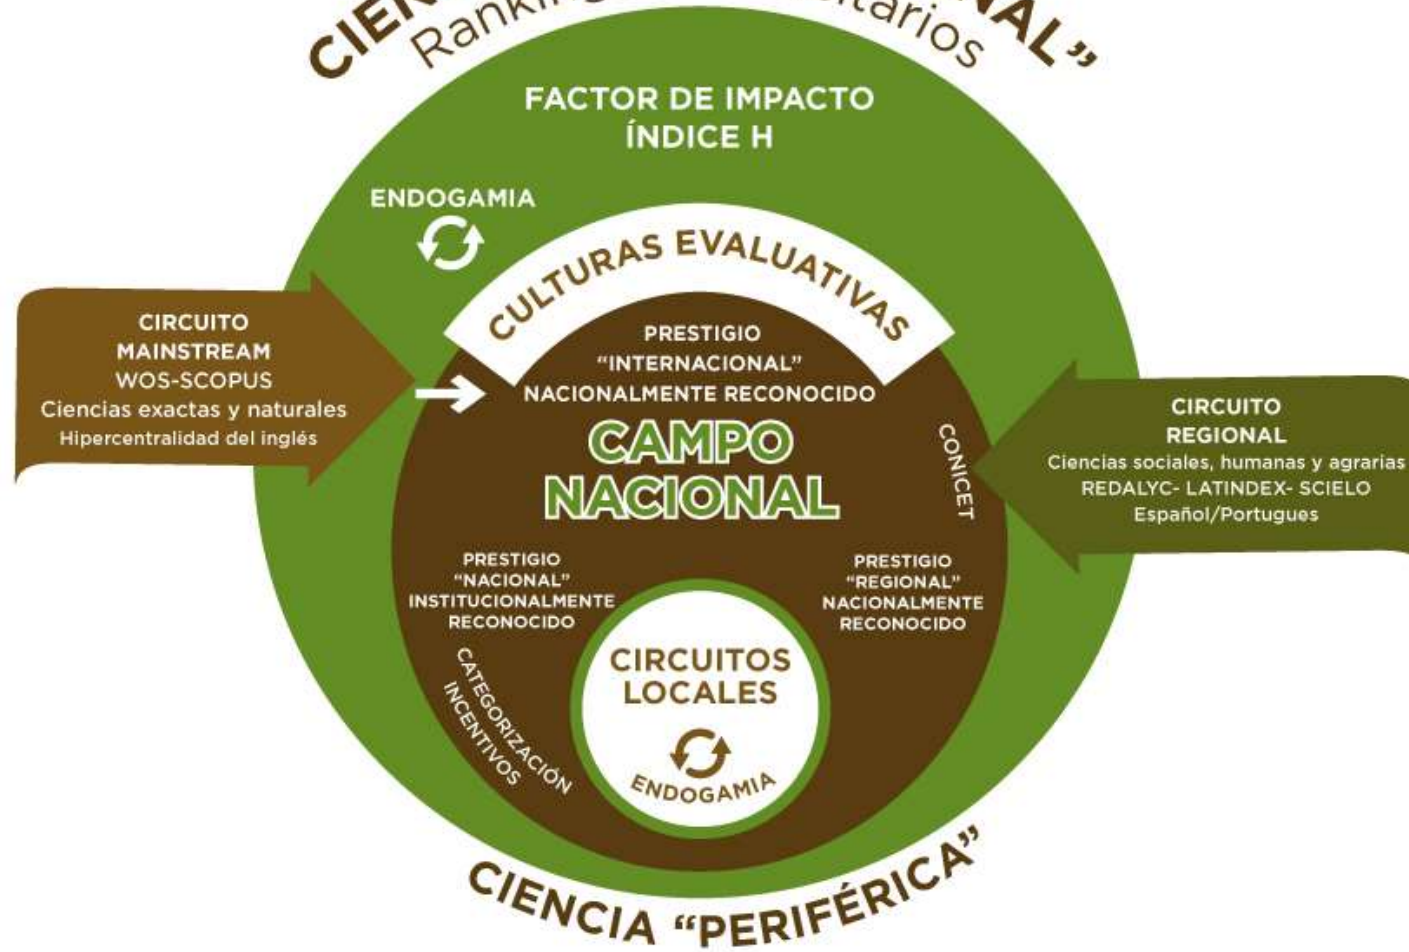 FACTOR DE IMPACTO
ÍNDICE H
ENDOGAMIA
CULTURAS EVALUATIVAS
CIRCUITO
MAINSTREAM
WOS-SCOPUS
Ciencias exactas y naturales
Hipercentralidad del inglés
PRESTIGIO
“INTERNACIONAL”
NACIONALMENTE RECONOCIDO
CAMPO
NACIONAL
CONICET
CIRCUITO
REGIONAL
Ciencias sociales, humanas y agrarias
REDALYC- LATINDEX- SCIELO
Español/Portugues
PRESTIGIO
“NACIONAL”
INSTITUCIONALMENTE
RECONOCIDO
PRESTIGIO
“REGIONAL”
NACIONALMENTE
RECONOCIDO
CATEGORIZACIÓN
INCENTIVOS
CIRCUITOS
LOCALES
ENDOGAMIA
CIENCIA “PERIFÉRICA”